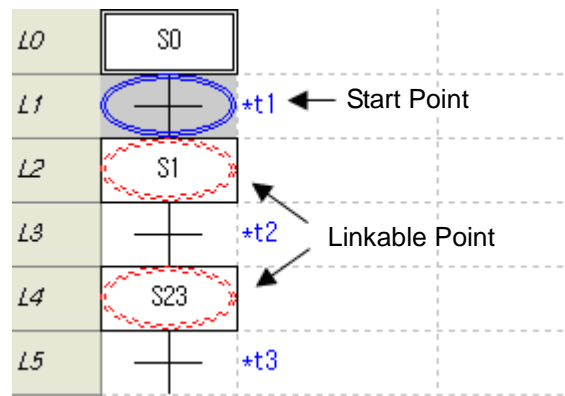 L0 S0
L1 *t1 Start Point
L2 S1
L3 *t2 Linkable Point
L4 S23
L5 *t3